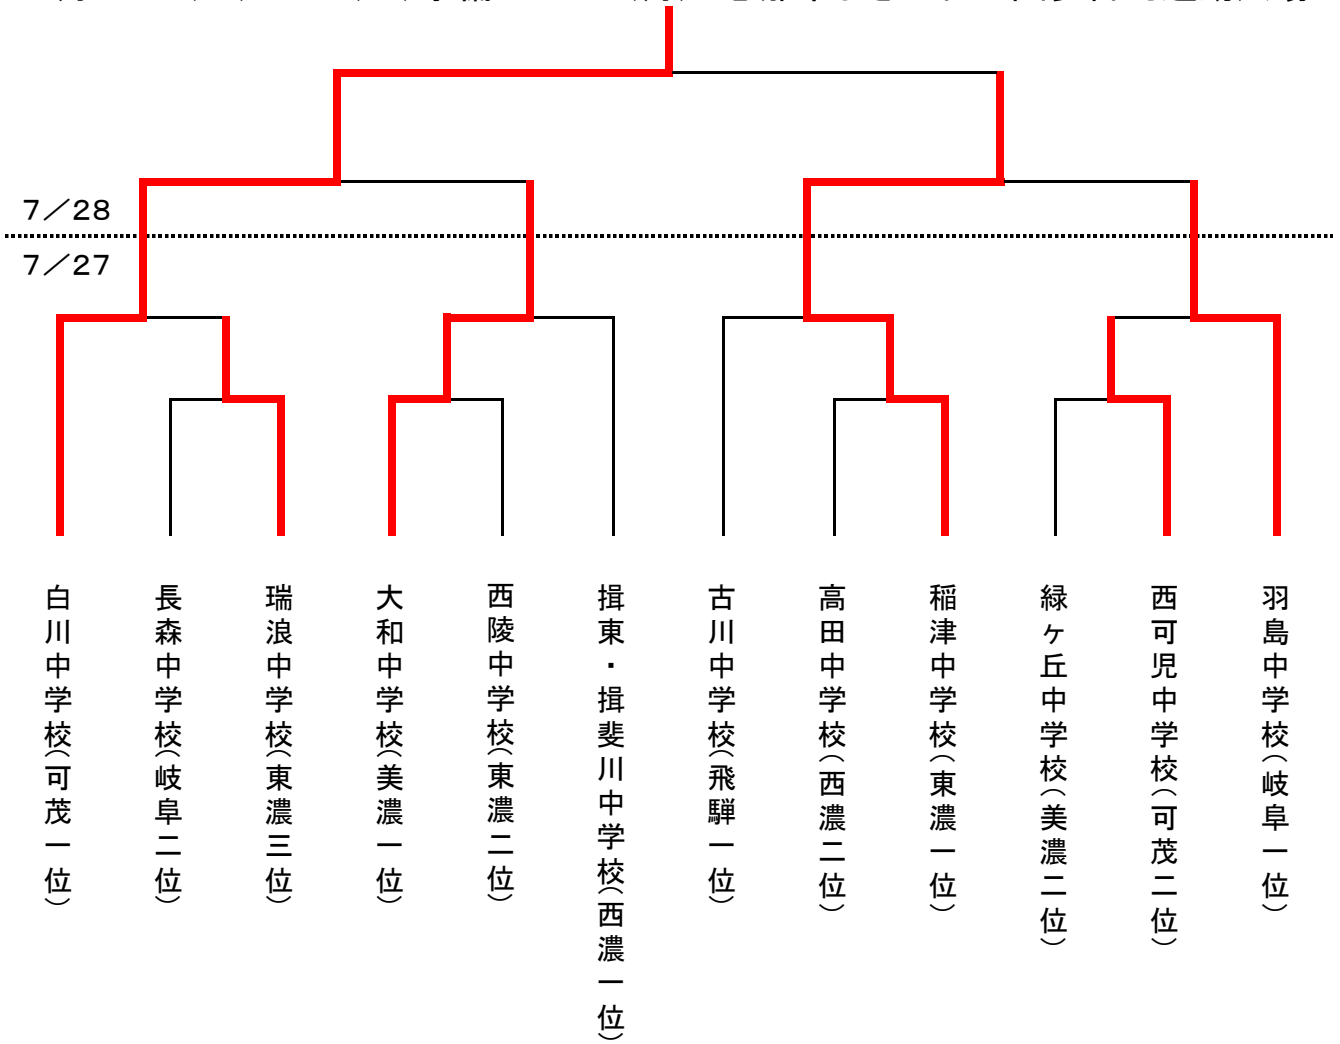 7／28
7／27
白川中学校（可茂一位）
長森中学校（岐阜二位）
瑞浪中学校（東濃三位）
大和中学校（美濃一位）
西陵中学校（東濃二位）
揖東・揖斐川中学校（西濃一位）
古川中学校（飛騨一位）
高田中学校（西濃二位）
稲津中学校（東濃一位）
緑ヶ丘中学校（美濃二位）
西可児中学校（可茂二位）
羽島中学校（岐阜一位）